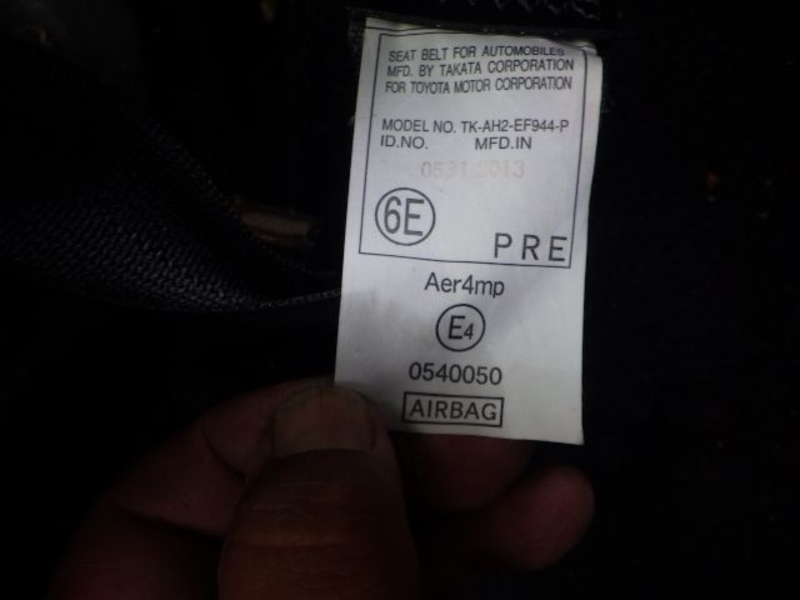 SEAT BELT FOR AUTOMOBILES
MFD. BY TAKATA CORPORATION
FOR TOYOTA MOTOR CORPORATION
MODEL NO. TK-AH2-EF944-P
ID.NO. MFD.IN
0531 2013
6E
PRE
Aer4mp
E4
0540050
AIRBAG